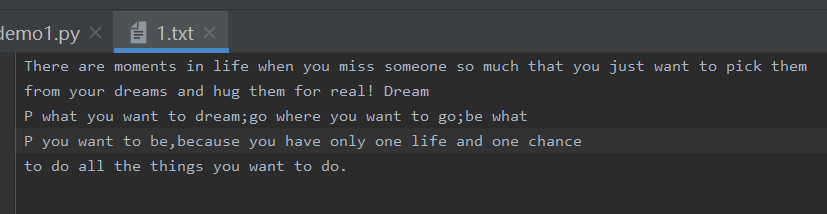 demo1.py
1.txt
There are moments in life when you miss someone so much that you just want to pick them
from your dreams and hug them for real! Dream
P what you want to dream;go where you want to go;be what
P you want to be,because you have only one life and one chance
to do all the things you want to do.